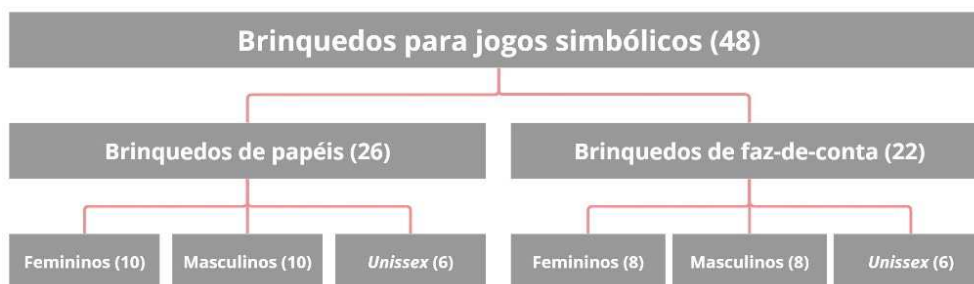 Brinquedos para jogos simbólicos (48)
Brinquedos de papéis (26)
Brinquedos de faz-de-conta (22)
Femininos (10)
Masculinos (10)
Unissex (6)
Femininos (8)
Masculinos (8)
Unissex (6)